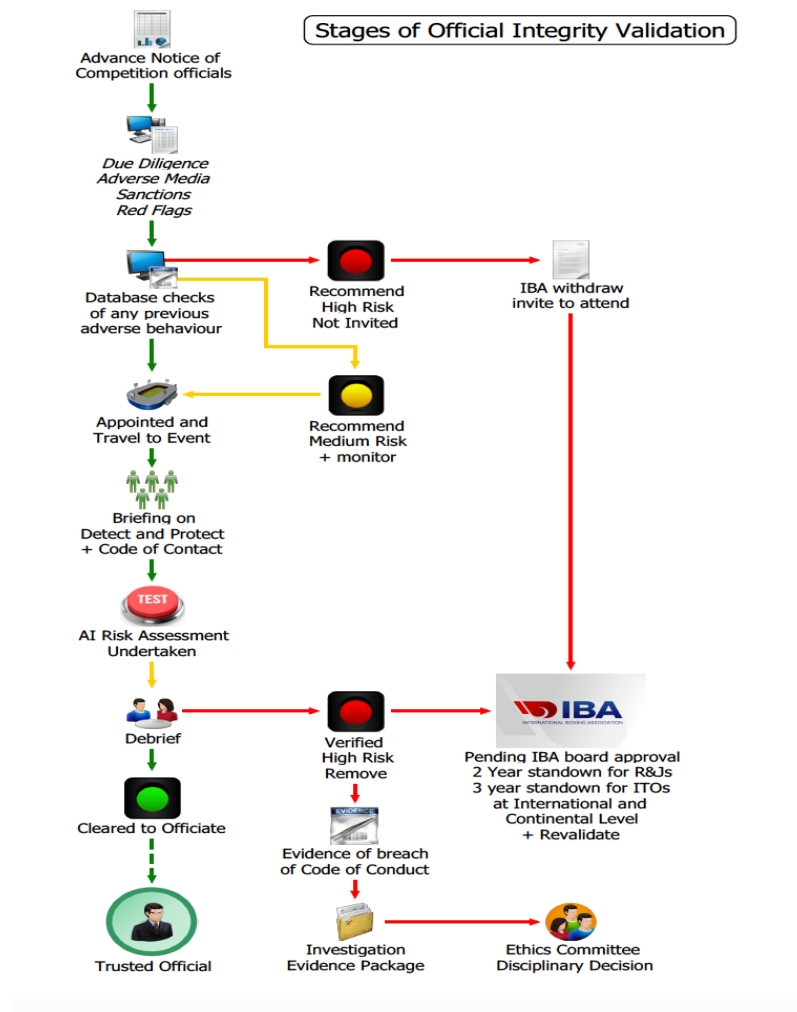 Stages of Official Integrity Validation
Advance Notice of
Competition officials
Due Diligence
Adverse Media
Sanctions
Red Flags
Database checks
of any previous
adverse behaviour
Recommend
High Risk
Not Invited
IBA withdraw
invite to attend
Appointed and
Travel to Event
Recommend
Medium Risk
+ monitor
Briefing on
Detect and Protect
+ Code of Contact
TEST
AI Risk Assessment
Undertaken
Debrief
Verified
High Risk
Remove
IBA
INTERNATIONAL BOXING ASSOCIATION
Pending IBA board approval
2 Year standown for R&Js
3 year standown for ITOs
at International and
Continental Level
+ Revalidate
Cleared to Officiate
EVIDENCE
Evidence of breach
of Code of Conduct
Trusted Official
Investigation
Evidence Package
Ethics Committee
Disciplinary Decision